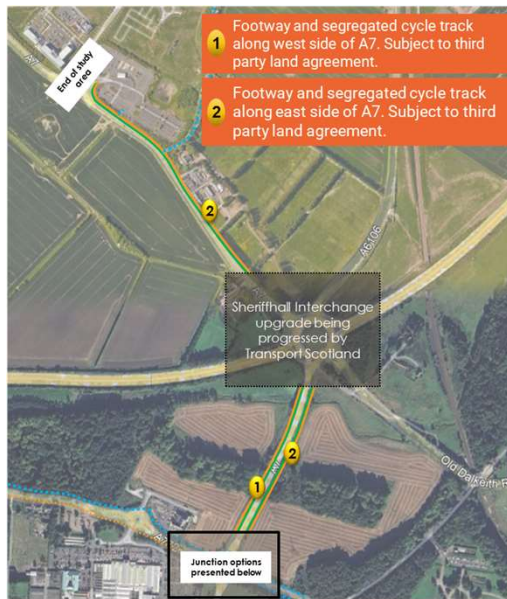 1 Footway and segregated cycle track
along west side of A7. Subject to third
party land agreement.
2 Footway and segregated cycle track
along east side of A7. Subject to third
party land agreement.
A7
End of study
area
2
A6106
Sheriffhall Interchange
upgrade being
progressed by
Transport Scotland
2
1
Old Dalkeith R
Junction options
presented below